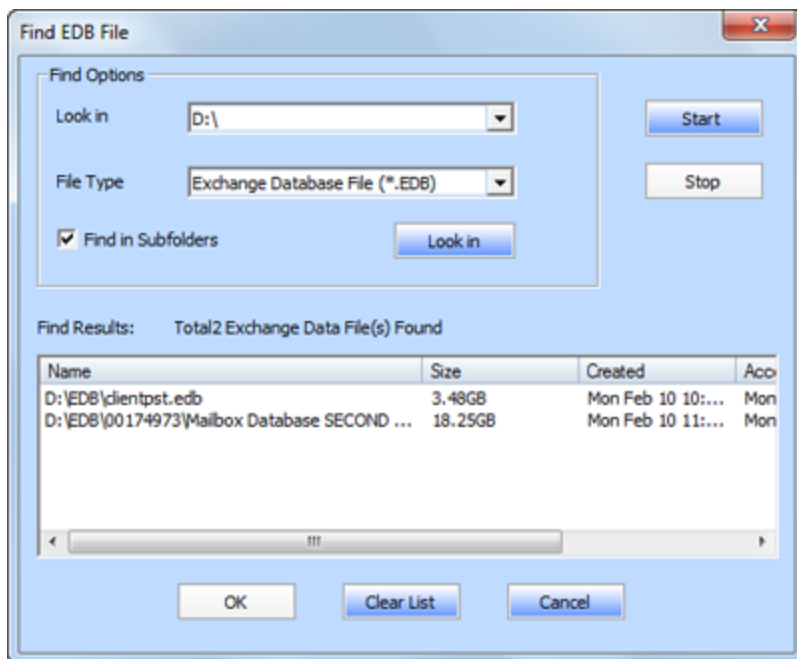 Find EDB File
Find Options
Look in D:\ Start
File Type Exchange Database File (*.EDB) Stop
Find in Subfolders Look in
Find Results: Total2 Exchange Data File(s) Found
Name Size Created Acce
D:\EDB\clientpst.edb 3.48GB Mon Feb 10 10:... Mon
D:\EDB\00174973\Mailbox Database SECOND ... 18.25GB Mon Feb 10 11:... Mon
OK Clear List Cancel